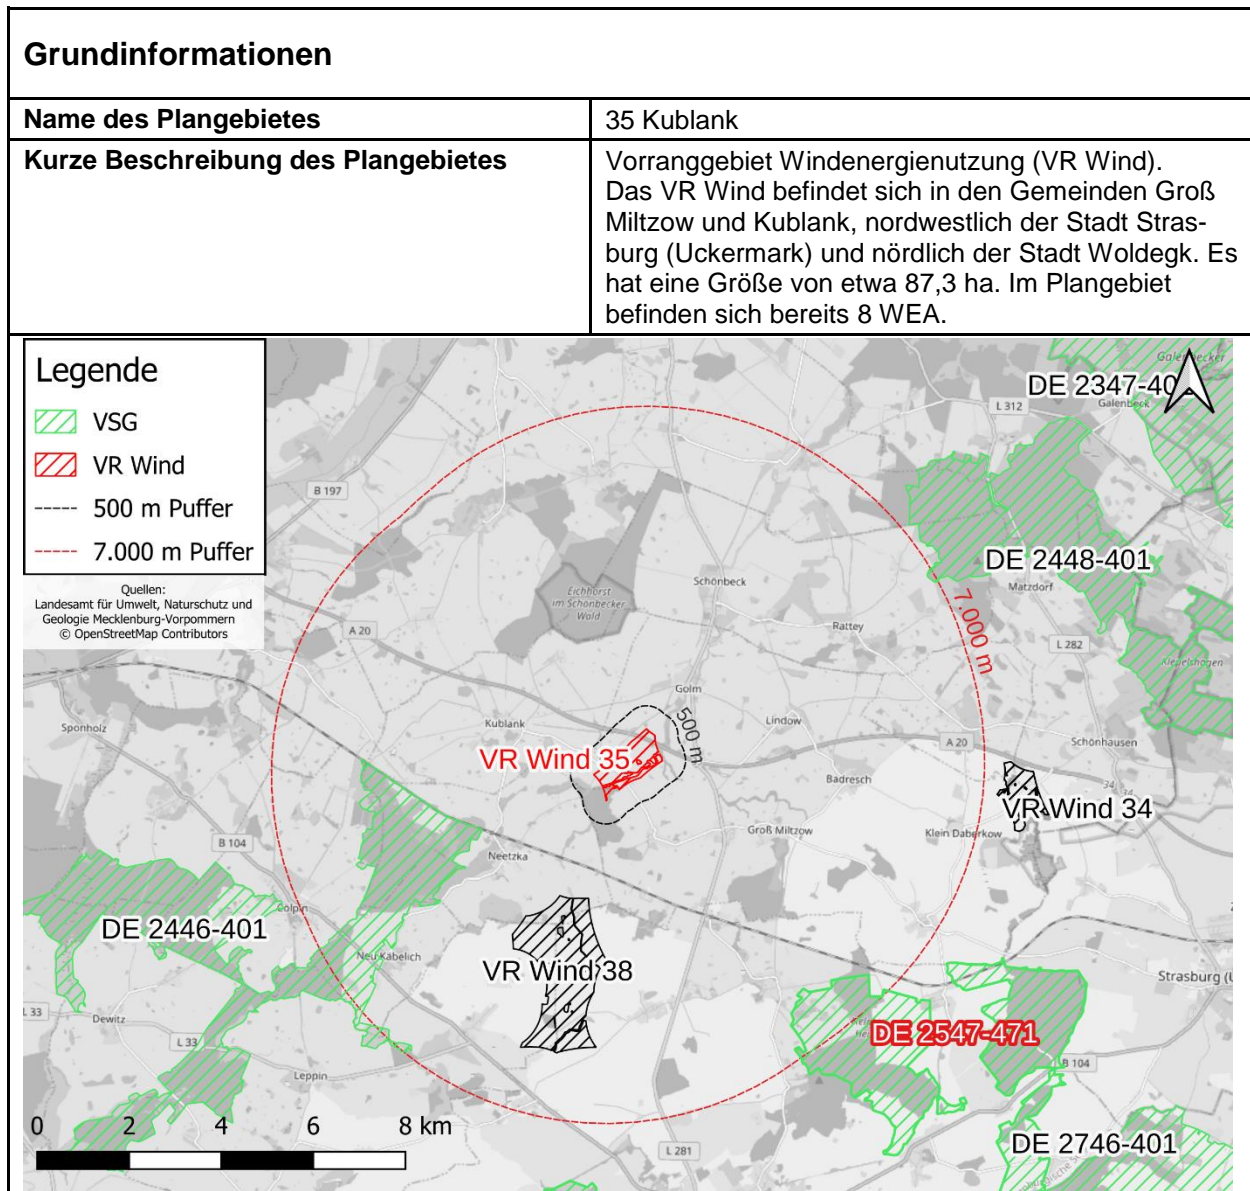 Grundinformationen
Name des Plangebietes
35 Kublank
Kurze Beschreibung des Plangebietes
Vorranggebiet Windenergienutzung (VR Wind).
Das VR Wind befindet sich in den Gemeinden Groß
Miltzow und Kublank, nordwestlich der Stadt Stras-
burg (Uckermark) und nördlich der Stadt Woldegk. Es
hat eine Größe von etwa 87,3 ha. Im Plangebiet
befinden sich bereits 8 WEA.
Legende
VSG
VR Wind
500 m Puffer
7.000 m Puffer
Quellen:
Landesamt für Umwelt, Naturschutz und
Geologie Mecklenburg-Vorpommern
© OpenStreetMap Contributors
DE 2347-40
Galenbeck
L 312
B 197
DE 2448-401
Matzdorf
Schönbeck
Eichhorst
im Schönbecker
Wald
7.000 m
Rattey
A 20
L 282
Klepelshagen
Golm
Sponholz
Kublank
500 m
Lindow
A 20
Schönhausen
VR Wind 35
Badresch
34
VR Wind 34
Groß Miltzow
Klein Daberkow
B 104
Neetzka
Cölpin
DE 2446-401
Neu Käbelich
VR Wind 38
Strasburg (U
L 33
Dewitz
DE 2547-471
L 33
B 104
Leppin
0 2 4 6 8 km
L 281
DE 2746-401